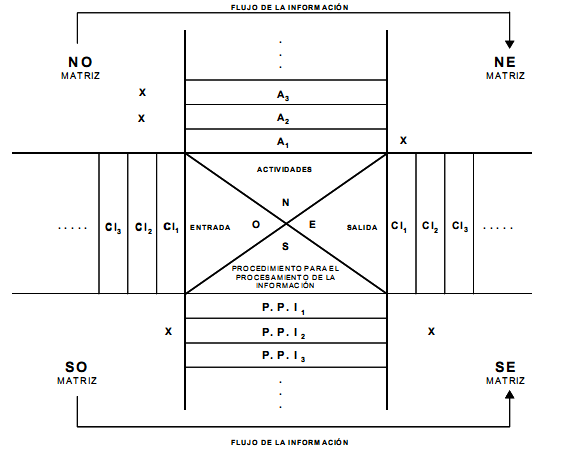 FLUJO DE LA INFORMACIÓN
NO
MATRIZ
NE
MATRIZ
.
.
.
X
A3
X
A2
A1
X
ACTIVIDADES
N
..... CI3 CI2 CI1 ENTRADA O E SALIDA CI1 CI2 CI3 .....
S
PROCEDIMIENTO PARA EL
PROCESAMIENTO DE LA
INFORMACIÓN
P. P. I 1
X P. P. I 2 X
P. P. I 3
SO
MATRIZ
SE
MATRIZ
.
.
.
FLUJO DE LA INFORMACIÓN